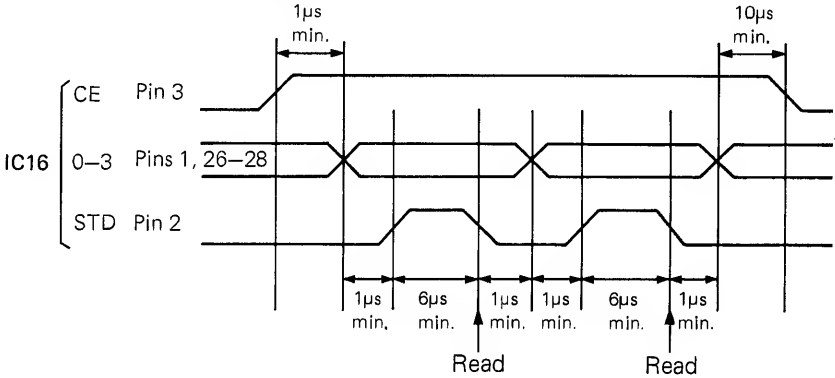 1µs
min.
10µs
min.
CE Pin 3
IC16
0–3 Pins 1, 26–28
STD Pin 2
1µs
min.
6µs
min.
1µs
min.
1µs
min.
6µs
min.
1µs
min.
Read
Read